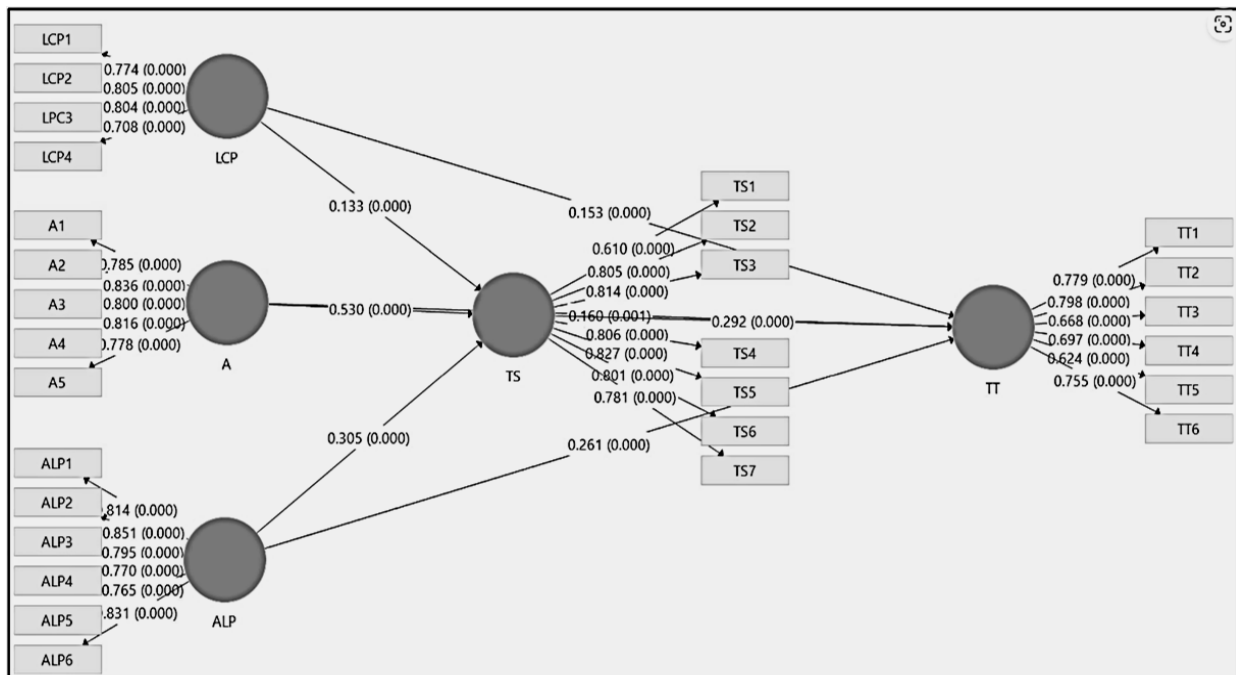 LCP1
LCP2
LPC3
LCP4
0.774 (0.000)
0.805 (0.000)
0.804 (0.000)
0.708 (0.000)
LCP
A1
A2
A3
A4
A5
0.785 (0.000)
0.836 (0.000)
0.800 (0.000)
0.816 (0.000)
0.778 (0.000)
A
ALP1
ALP2
ALP3
ALP4
ALP5
ALP6
.814 (0.000)
0.851 (0.000)
0.795 (0.000)
0.770 (0.000)
0.765 (0.000)
.831 (0.000)
ALP
0.133 (0.000)
0.530 (0.000)
0.305 (0.000)
TS
0.153 (0.000)
0.610 (0.000)
0.805 (0.000)
0.814 (0.000)
0.160 (0.001)
0.292 (0.000)
0.806 (0.000)
0.827 (0.000)
0.801 (0.000)
0.781 (0.000)
0.261 (0.000)
TS1
TS2
TS3
TS4
TS5
TS6
TS7
TT
0.779 (0.000)
0.798 (0.000)
0.668 (0.000)
0.697 (0.000)
0.624 (0.000)
0.755 (0.000)
TT1
TT2
TT3
TT4
TT5
TT6